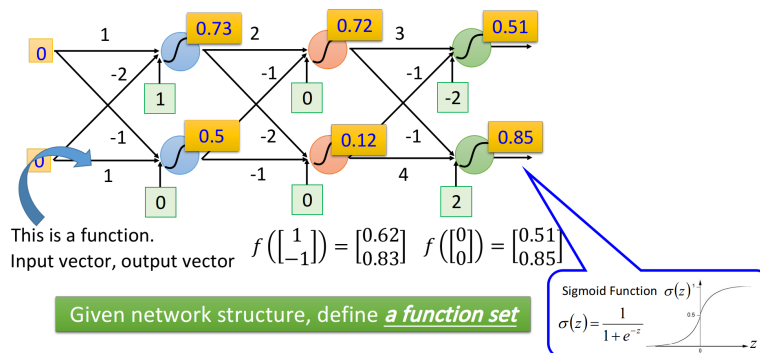 0 1 0.73 2 0.72 3 0.51
-2 -1 -1
1 0 -2
-1 0.5 -2 0.12 -1 0.85
0 1 -1 4
0 0 2
This is a function.
Input vector, output vector
f([1 -1]) = [0.62 0.83] f([0 0]) = [0.51 0.85]
Given network structure, define a function set
Sigmoid Function σ(z)
σ(z) = 1 / (1 + e^{-z})
1
0.5
0
z